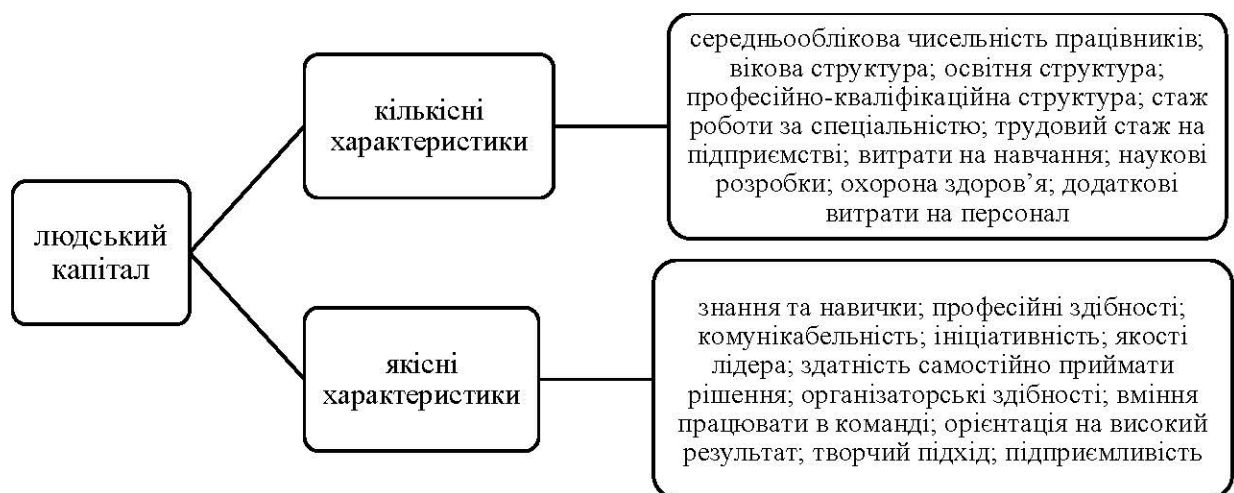 людський
капітал
кількісні
характеристики
середньооблікова чисельність працівників;
вікова структура; освітня структура;
професійно-кваліфікаційна структура; стаж
роботи за спеціальністю; трудовий стаж на
підприємстві; витрати на навчання; наукові
розробки; охорона здоров’я; додаткові
витрати на персонал
якісні
характеристики
знання та навички; професійні здібності;
комунікабельність; ініціативність; якості
лідера; здатність самостійно приймати
рішення; організаторські здібності; вміння
працювати в команді; орієнтація на високий
результат; творчий підхід; підприємливість